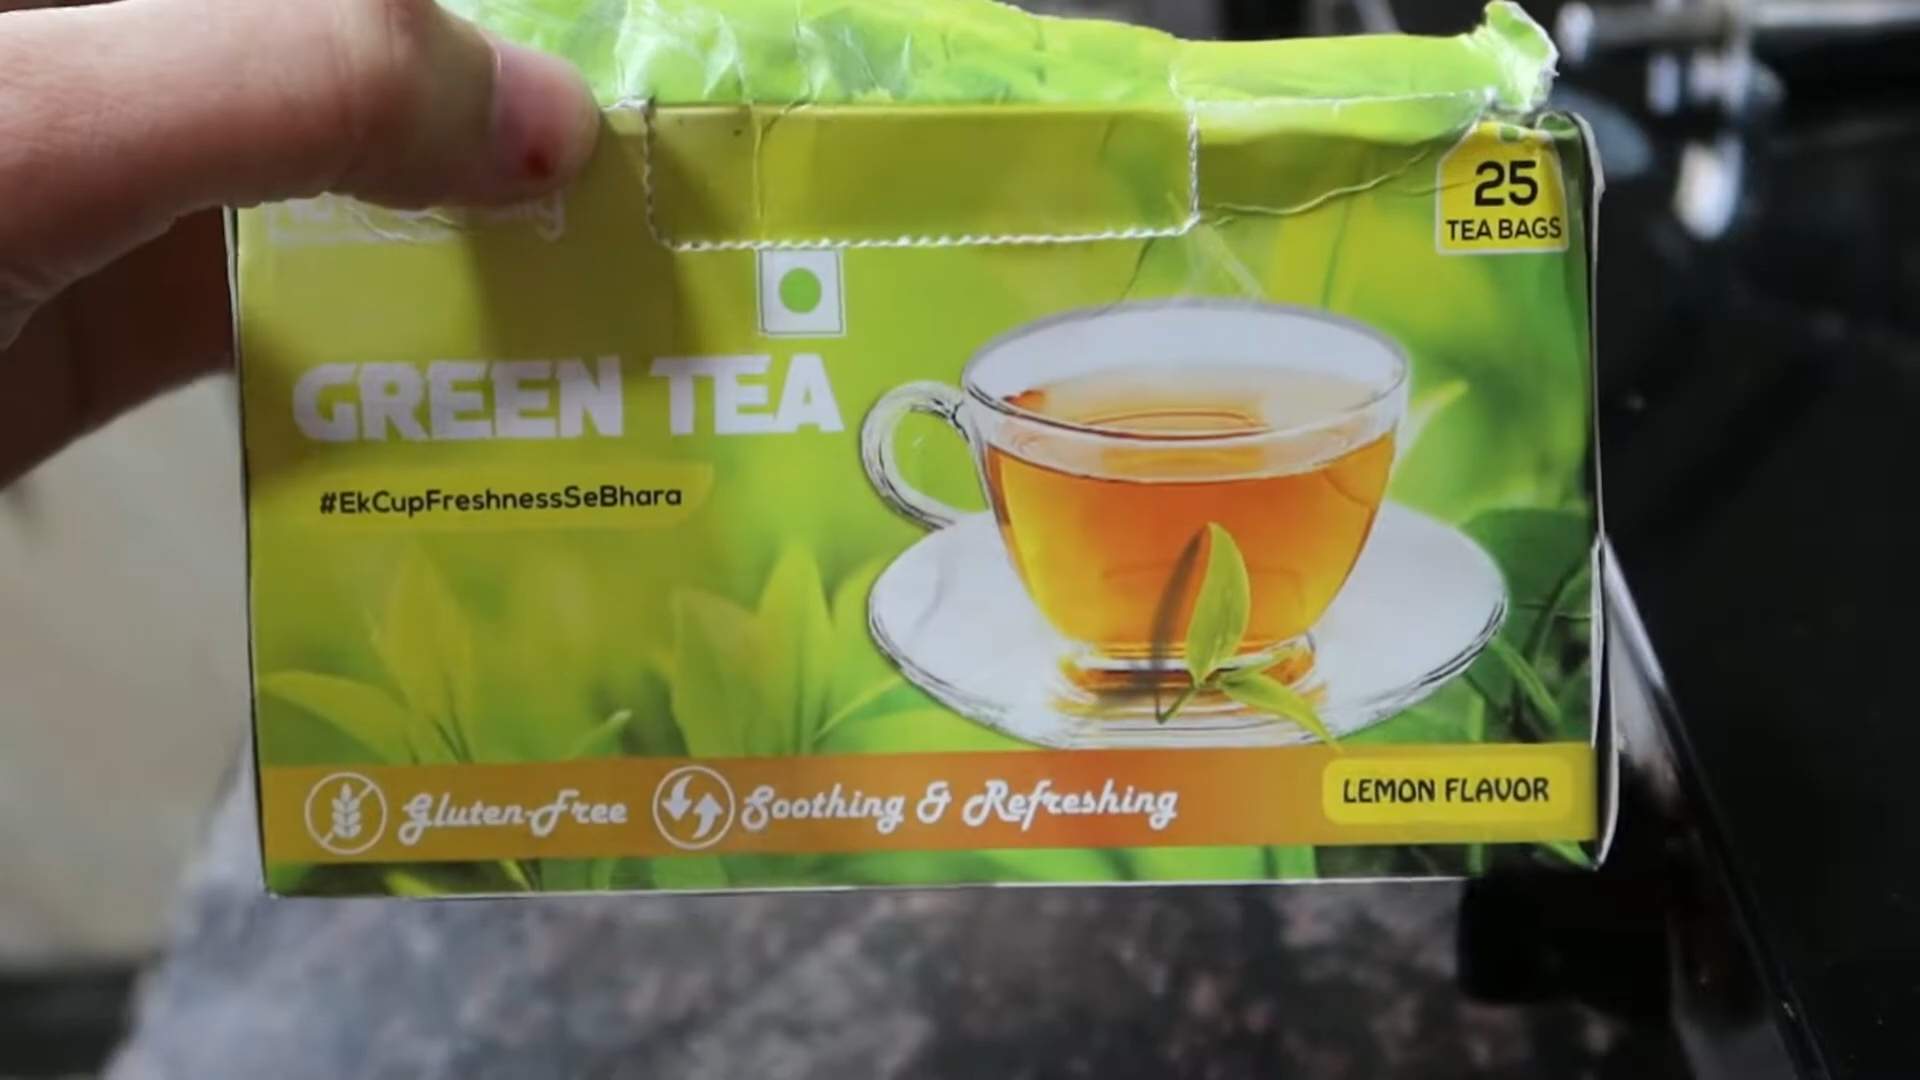 25
TEA BAGS
GREEN TEA
#EkCupFreshnessSeBhara
Gluten-Free
Soothing & Refreshing
LEMON FLAVOR